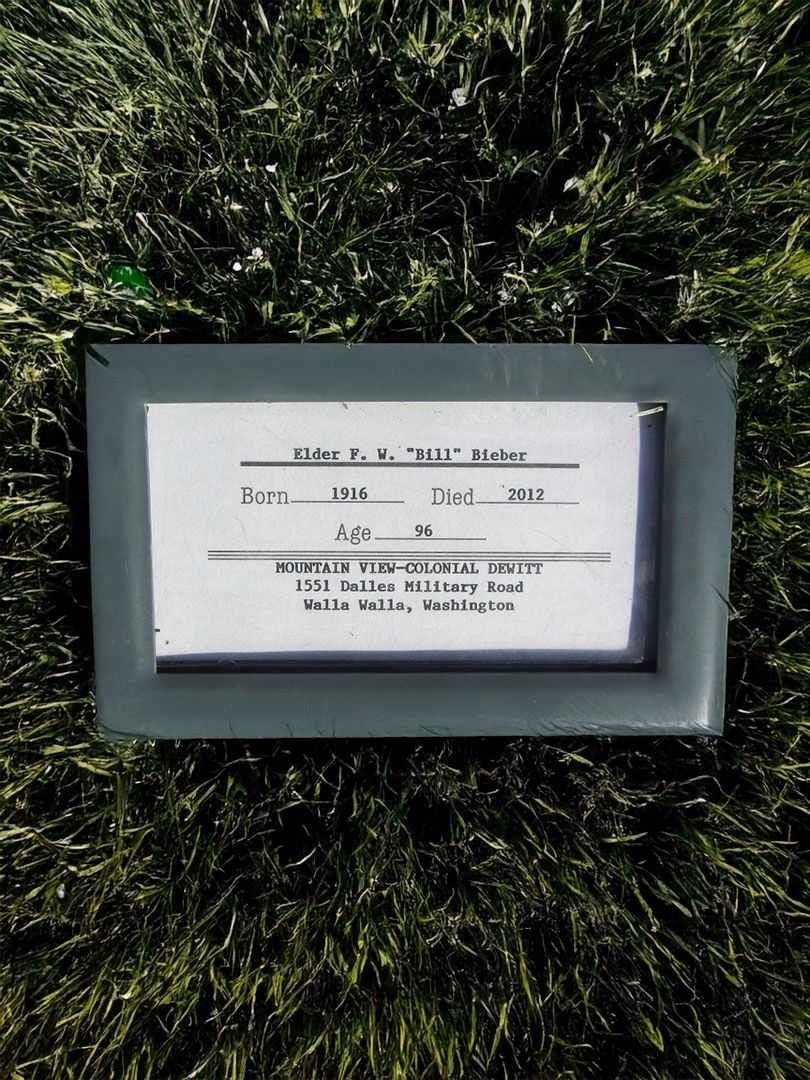 Elder F. W. "Bill" Bieber
Born 1916 Died 2012
Age 96
MOUNTAIN VIEW-COLONIAL DEWITT
1551 Dalles Military Road
Walla Walla, Washington